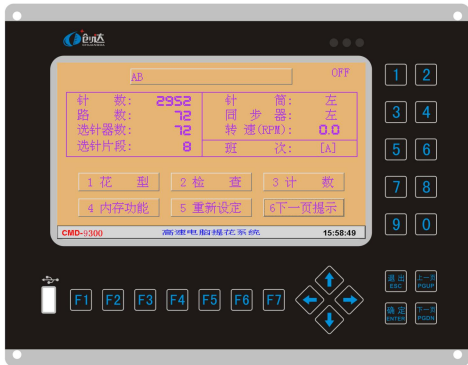 创达
AB OFF
针 数: 2952 针 筒: 左
路 数: 72 同 步 器: 左
选针器数: 72 转 速(RPM): 0.0
选针片段: 8 班 次: [A]
1 花 型 2 检 查 3 计 数
4 内存功能 5 重新设定 6下一页提示
CMD-9300 高速电脑提花系统 15:58:49
1 2
3 4
5 6
7 8
9 0
退出 ESC 上一页 PGUP
确定 ENTER 下一页 PGDN
F1 F2 F3 F4 F5 F6 F7